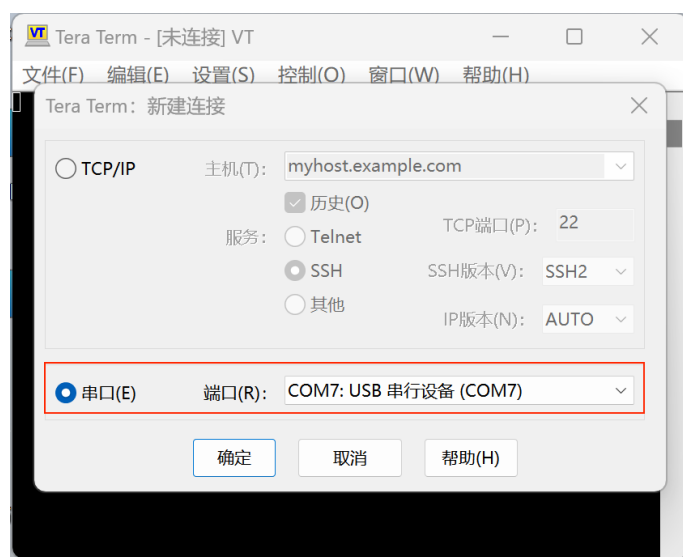 VT Tera Term - [未连接] VT
文件(F) 编辑(E) 设置(S) 控制(O) 窗口(W) 帮助(H)
Tera Term：新建连接
TCP/IP 主机(T): myhost.example.com
历史(O)
服务: Telnet TCP端口(P): 22
SSH SSH版本(V): SSH2
其他 IP版本(N): AUTO
串口(E) 端口(R): COM7: USB 串行设备 (COM7)
确定 取消 帮助(H)